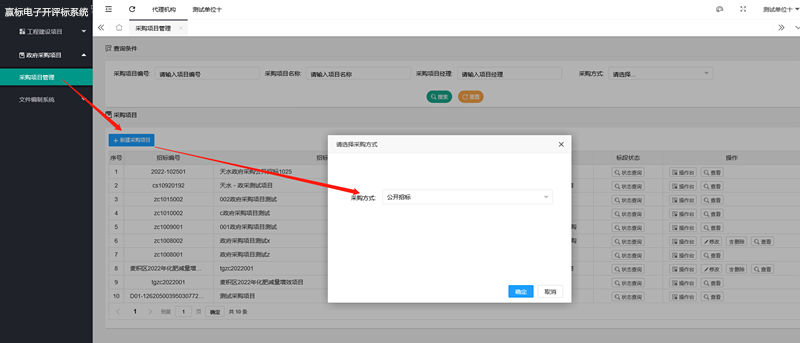 赢标电子开评标系统
代理机构 测试单位十
测试单位十
工程建设项目
政府采购项目
采购项目管理
文件编制系统
采购项目管理
查询条件
采购项目编号: 请输入项目编号 采购项目名称: 请输入项目名称 采购项目经理: 请输入项目经理 采购方式: 请选择...
搜索 重置
采购项目
+ 新建采购项目
序号 招标编号 标段状态 操作
1 2022-102501 天水政府采购公开招标1025 状态查询 操作台 查看
2 cs10920192 天水 - 政采测试项目 状态查询 操作台 查看
3 zc1015002 002政府采购项目测试 状态查询 操作台 查看
4 zc1010002 c政府采购项目测试 状态查询 操作台 查看
5 zc1009001 001政府采购项目测试 状态查询 操作台 查看
6 zc1008002 政府采购项目测试x 状态查询 操作台 修改 删除 查看
7 zc1008001 政府采购项目测试z 状态查询 操作台 查看
8 麦积区2022年化肥减量增... tgzc2022001 状态查询 操作台 修改 删除 查看
9 tgzc2022001 麦积区2022年化肥减量增效项目 状态查询 操作台 查看
10 D01-12620500395030772... 测试采购项目 状态查询 操作台 查看
1 到第 1 页 确定 共 10 条
请选择采购方式
采购方式: 公开招标
确定 取消